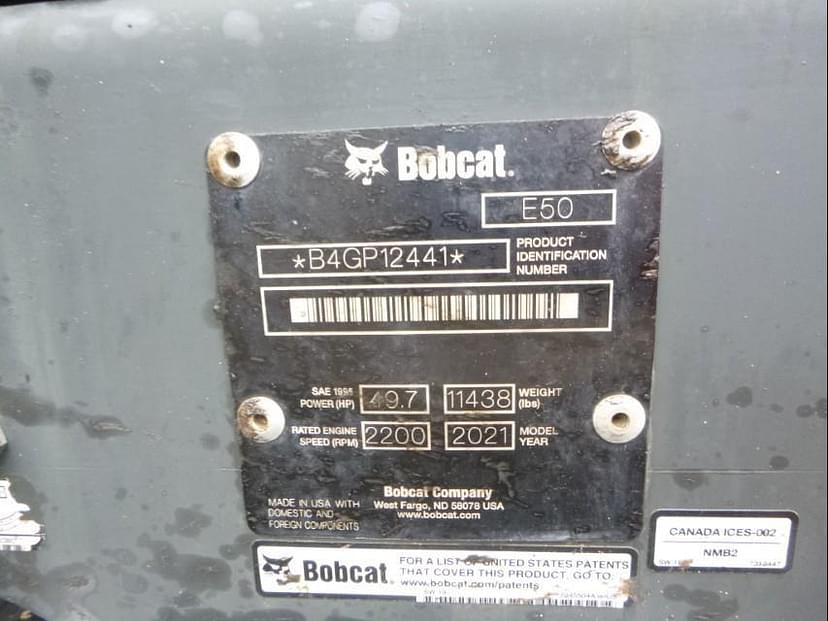 Bobcat.
E50
*B4GP12441*
PRODUCT
IDENTIFICATION
NUMBER
SAE 1995
POWER (HP)
49.7
11438
WEIGHT
(lbs)
RATED ENGINE
SPEED (RPM)
2200
2021
MODEL
YEAR
Bobcat Company
West Fargo, ND 58078 USA
www.bobcat.com
MADE IN USA WITH
DOMESTIC AND
FOREIGN COMPONENTS
CANADA ICES-002
NMB2
Bobcat.
FOR A LIST OF UNITED STATES PATENTS
THAT COVER THIS PRODUCT, GO TO:
www.bobcat.com/patents